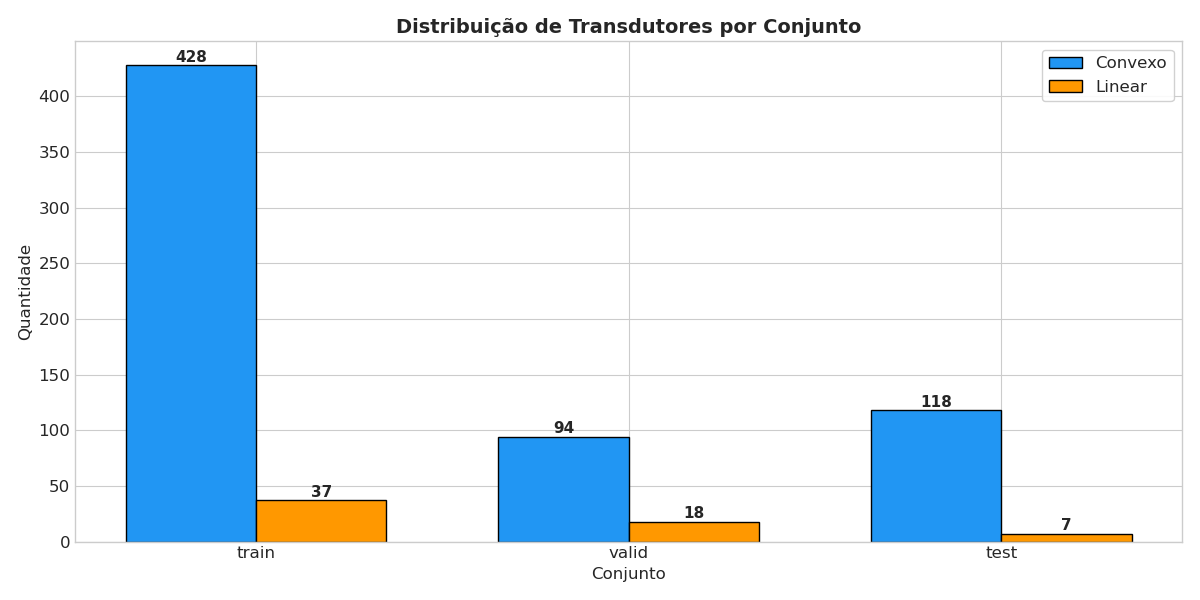 Distribuição de Transdutores por Conjunto
Convexo
Linear
Quantidade
400
350
300
250
200
150
100
50
0
428
37
94
18
118
7
train
valid
test
Conjunto